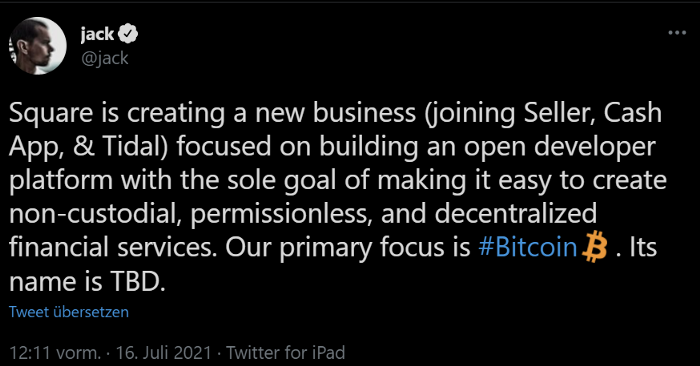 jack
@jack
Square is creating a new business (joining Seller, Cash
App, & Tidal) focused on building an open developer
platform with the sole goal of making it easy to create
non-custodial, permissionless, and decentralized
financial services. Our primary focus is #Bitcoin . Its
name is TBD.
Tweet übersetzen
12:11 vorm. · 16. Juli 2021 · Twitter for iPad